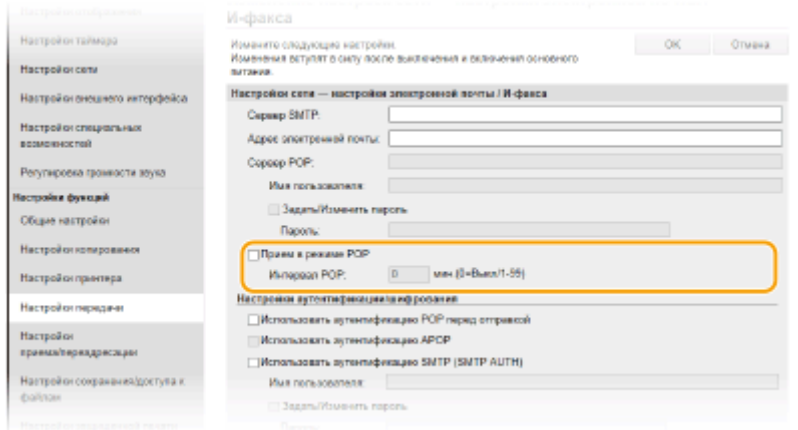 Настройки отображения
Настройки таймера
Настройки сети
Настройки внешнего интерфейса
Настройки специальных
возможностей
Регулировка громкости звука
Настройки функций
Общие настройки
Настройки копирования
Настройки принтера
Настройки передачи
Настройки
приема/переадресации
Настройки сохранения/доступа к
файлам
И-факса
Измените следующие настройки.
Изменения вступят в силу после выключения и включения основного
питания.
OK
Отмена
Настройки сети — настройки электронной почты / И-факса
Сервер SMTP:
Адрес электронной почты:
Сервер POP:
Имя пользователя:
Задать/Изменить пароль
Пароль:
Прием в режиме POP
Интервал POP:
0
мин (0=Выкл/1-99)
Настройки аутентификации/шифрования
Использовать аутентификацию POP перед отправкой
Использовать аутентификацию APOP
Использовать аутентификацию SMTP (SMTP AUTH)
Имя пользователя:
Задать/Изменить пароль